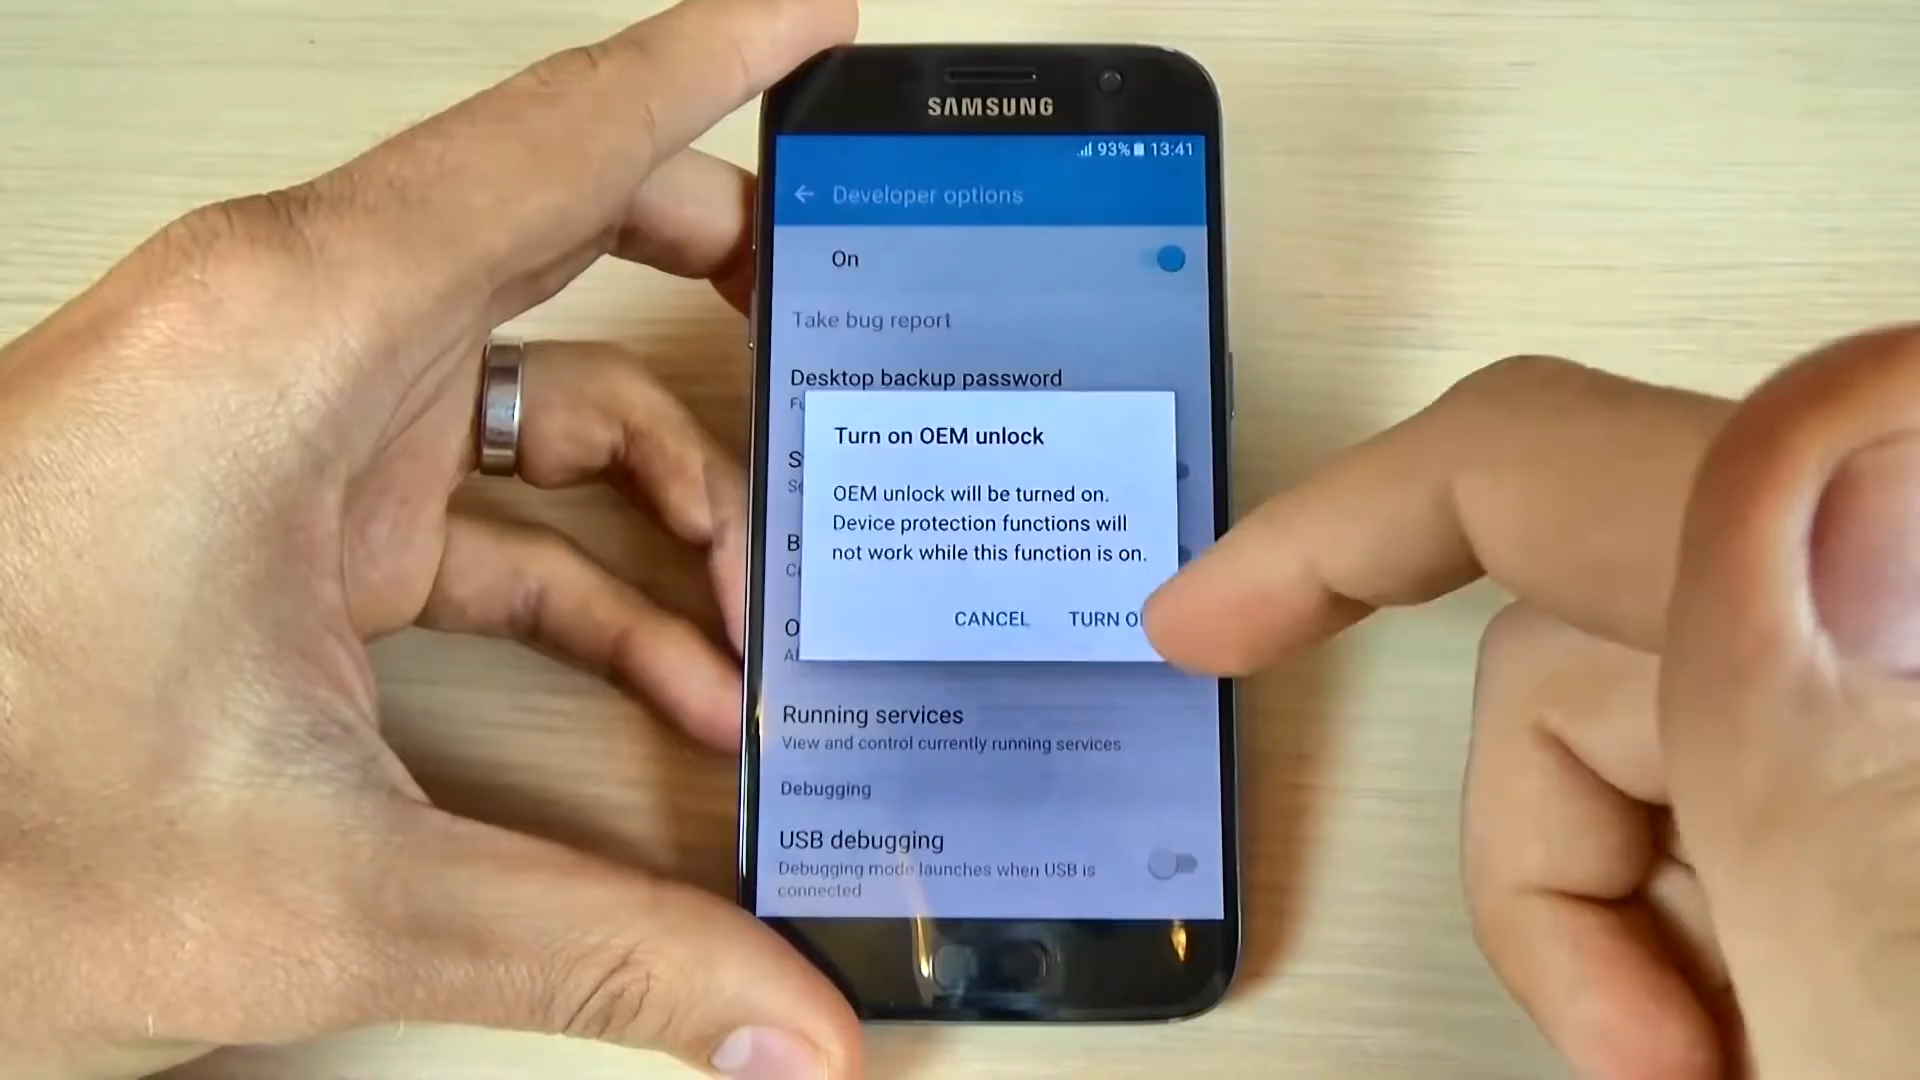 SAMSUNG
93% 13:41
Developer options
On
Take bug report
Desktop backup password
Turn on OEM unlock
OEM unlock will be turned on.
Device protection functions will
not work while this function is on.
CANCEL TURN
Running services
View and control currently running services
Debugging
USB debugging
Debugging mode launches when USB is
connected